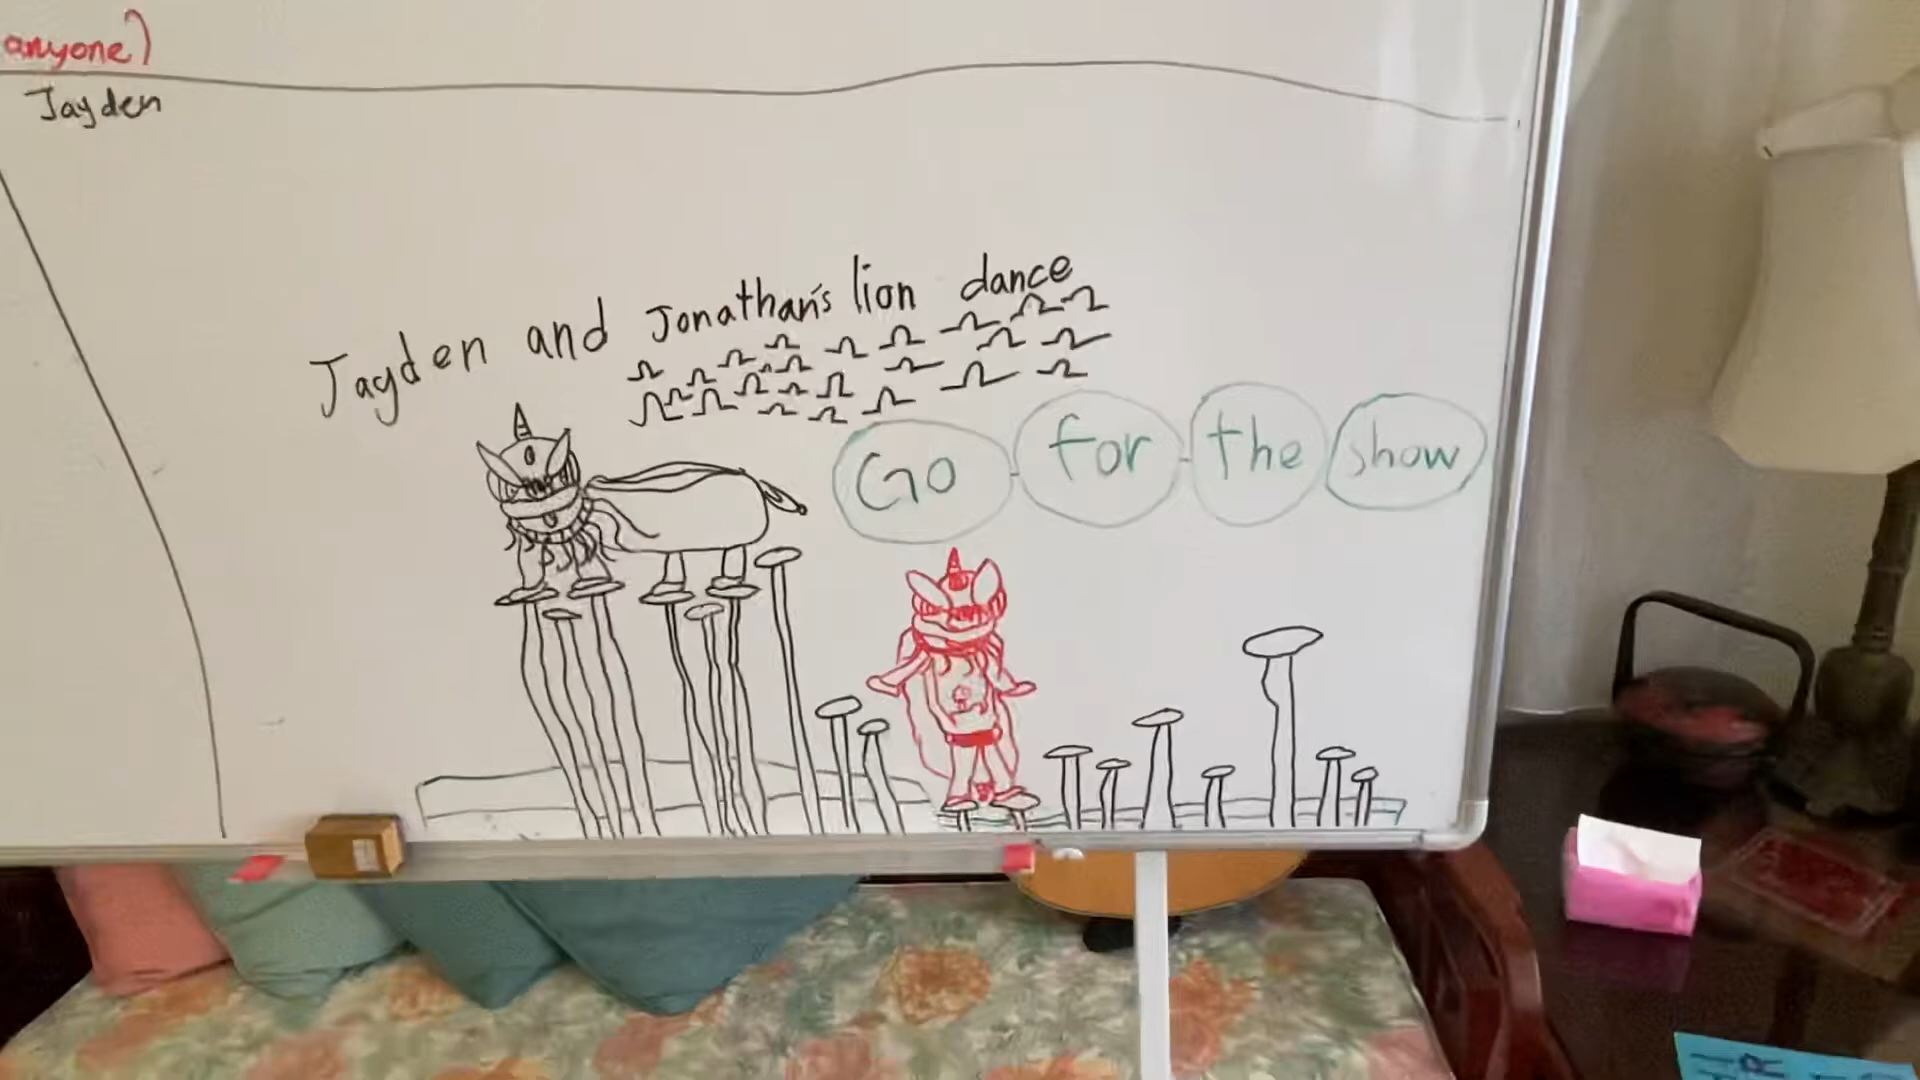 anyone)
Jayden
Jayden and Jonathan's lion dance
Go for the show